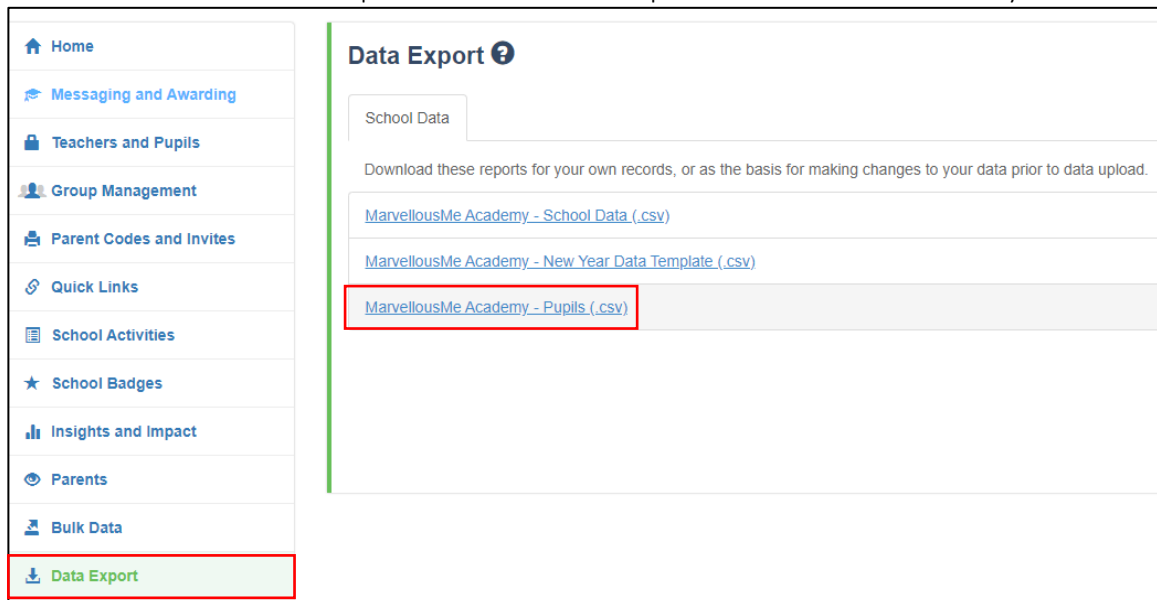 Home
Messaging and Awarding
Teachers and Pupils
Group Management
Parent Codes and Invites
Quick Links
School Activities
School Badges
Insights and Impact
Parents
Bulk Data
Data Export
Data Export ?
School Data
Download these reports for your own records, or as the basis for making changes to your data prior to data upload.
MarvellousMe Academy - School Data (.csv)
MarvellousMe Academy - New Year Data Template (.csv)
MarvellousMe Academy - Pupils (.csv)